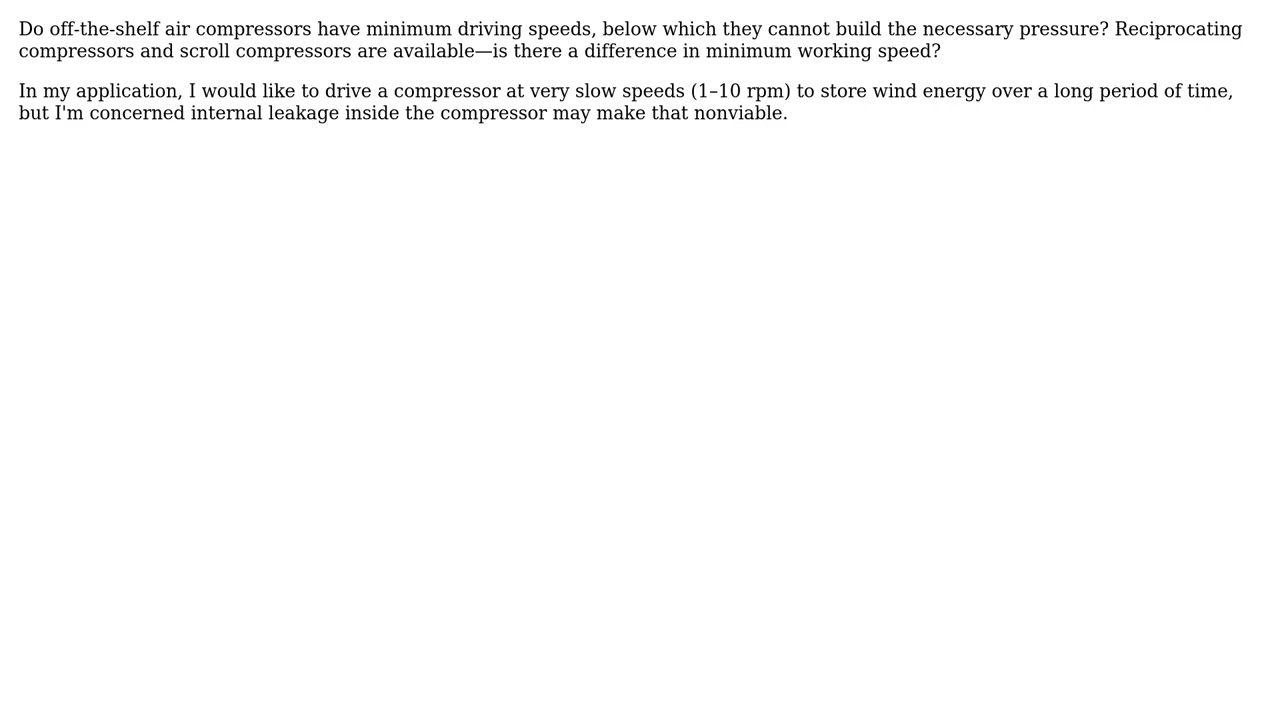 Do off-the-shelf air compressors have minimum driving speeds, below which they cannot build the necessary pressure? Reciprocating
compressors and scroll compressors are available—is there a difference in minimum working speed?
In my application, I would like to drive a compressor at very slow speeds (1–10 rpm) to store wind energy over a long period of time,
but I'm concerned internal leakage inside the compressor may make that nonviable.